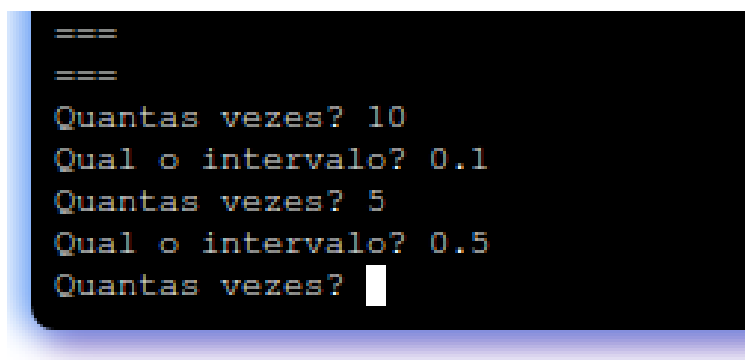 ===
===
Quantas vezes? 10
Qual o intervalo? 0.1
Quantas vezes? 5
Qual o intervalo? 0.5
Quantas vezes?